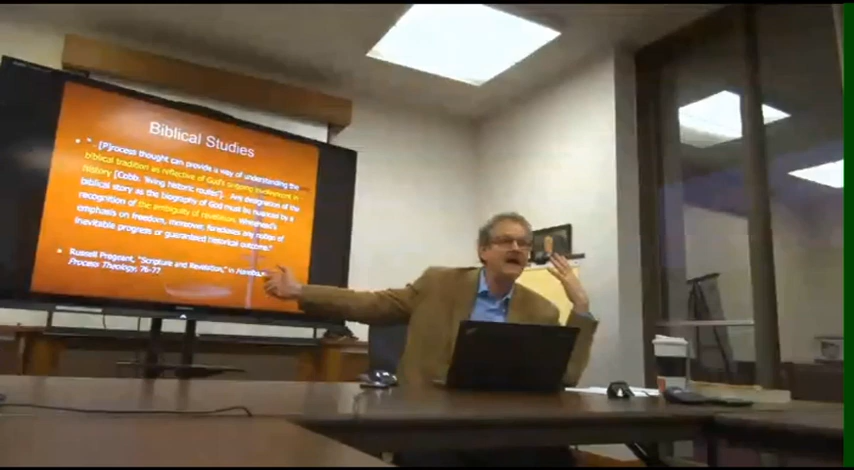 Biblical Studies
• "[P]rocess thought can provide a way of understanding the
biblical tradition as reflective of God's ongoing involvement in
history [Cobb: 'living historic routes']. Any designation of the
biblical story as the biography of God must be nuanced by a
recognition of the ambiguity of revelation. Whitehead's
emphasis on freedom, moreover, forecloses any notion of
inevitable progress or guaranteed historical outcome."
• Russell Pregeant, "Scripture and Revelation," in
Process Theology, 76-77